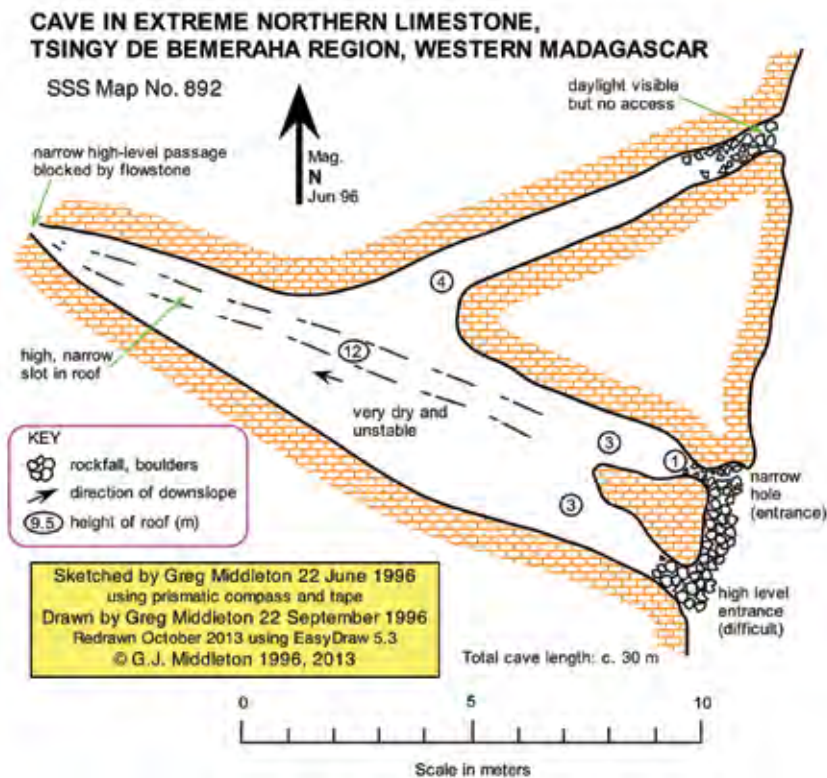 CAVE IN EXTREME NORTHERN LIMESTONE,
TSINGY DE BEMERAHA REGION, WESTERN MADAGASCAR
SSS Map No. 892
daylight visible
but no access
narrow high-level passage
blocked by flowstone
Mag.
N
Jun 96
4
high, narrow
slot in roof
12
very dry and
unstable
3
1
3
narrow
hole
(entrance)
high level
entrance
(difficult)
KEY
rockfall, boulders
direction of downslope
9.5 height of roof (m)
Sketched by Greg Middleton 22 June 1996
using prismatic compass and tape
Drawn by Greg Middleton 22 September 1996
Redrawn October 2013 using EasyDraw 5.3
© G.J. Middleton 1996, 2013
Total cave length: c. 30 m
0 5 10
Scale in meters